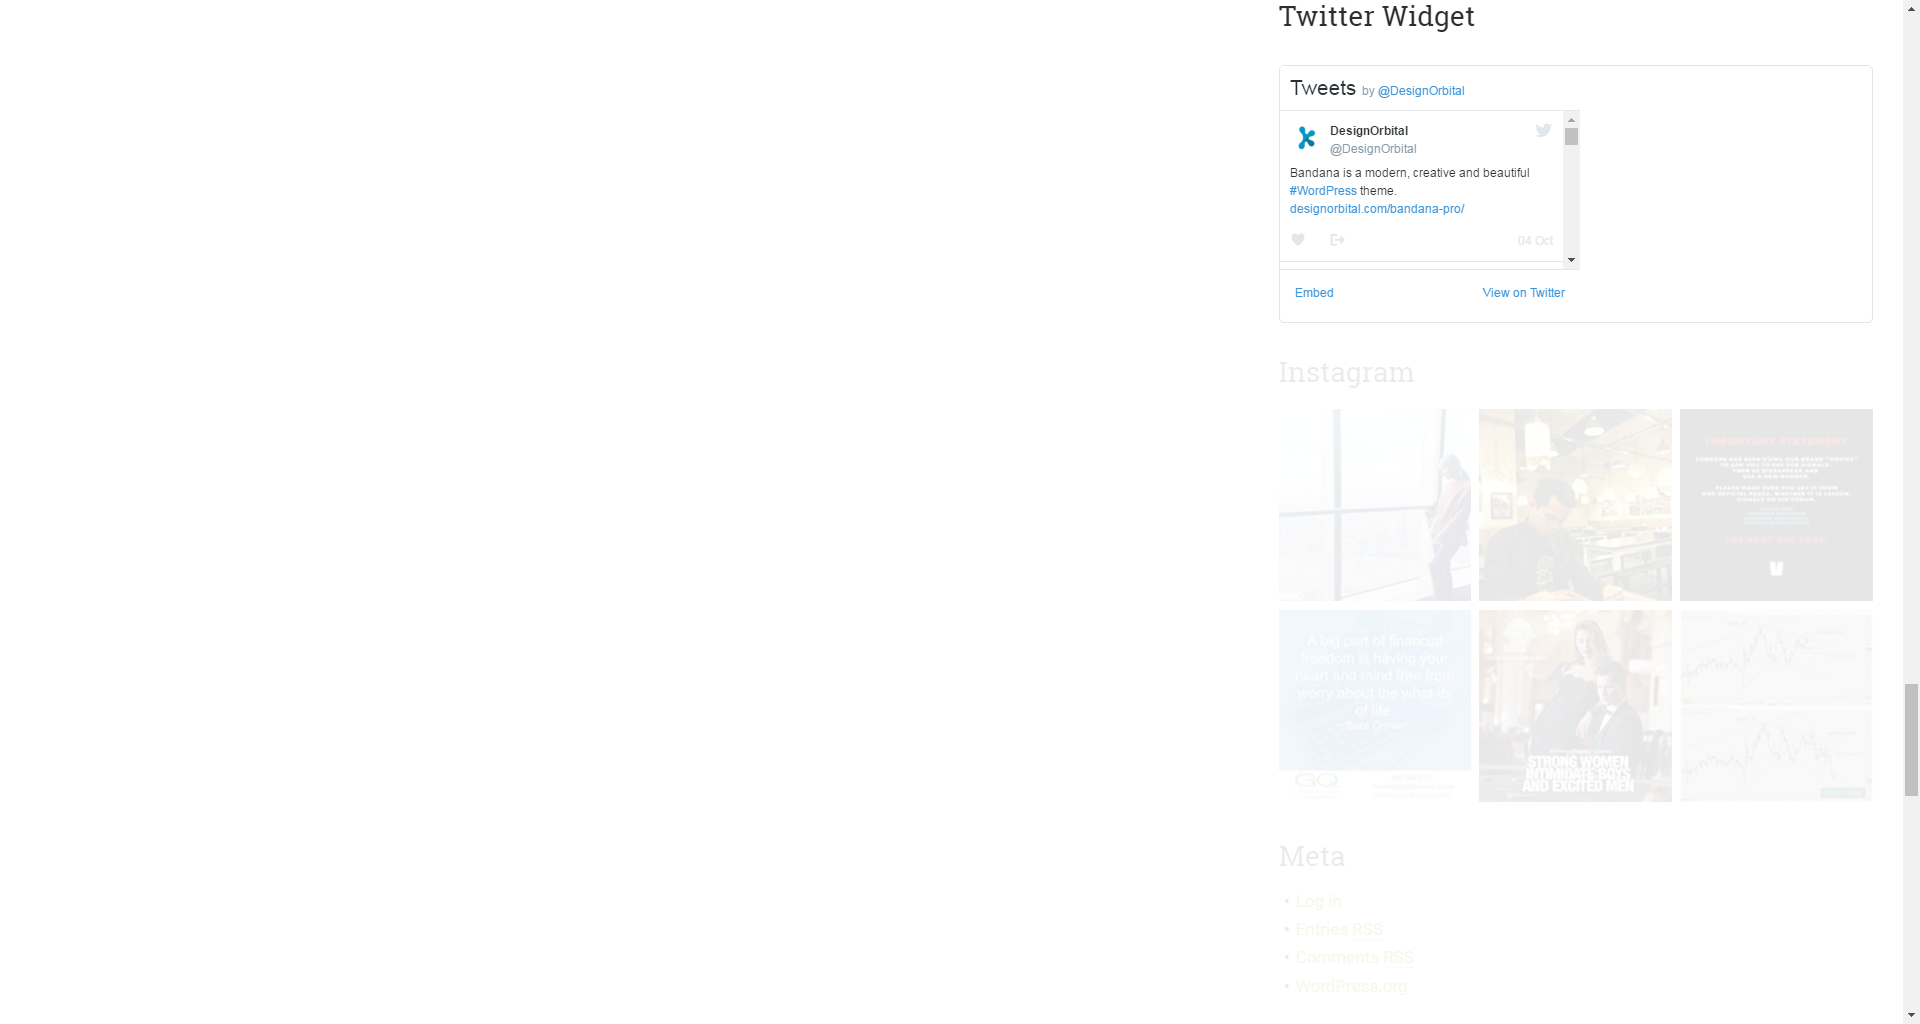 Twitter Widget
Tweets by @DesignOrbital
DesignOrbital
@DesignOrbital
Bandana is a modern, creative and beautiful
#WordPress theme.
designorbital.com/bandana-pro/
04 Oct
Embed
View on Twitter
Instagram
IMPORTANT STATEMENT
A big part of financial
freedom is having your
heart and mind free from
worry about the what-ifs
of life.
GQ
STRONG WOMEN
INTIMIDATE BOYS
AND EXCITED MEN
Meta
Log in
Entries RSS
Comments RSS
WordPress.org